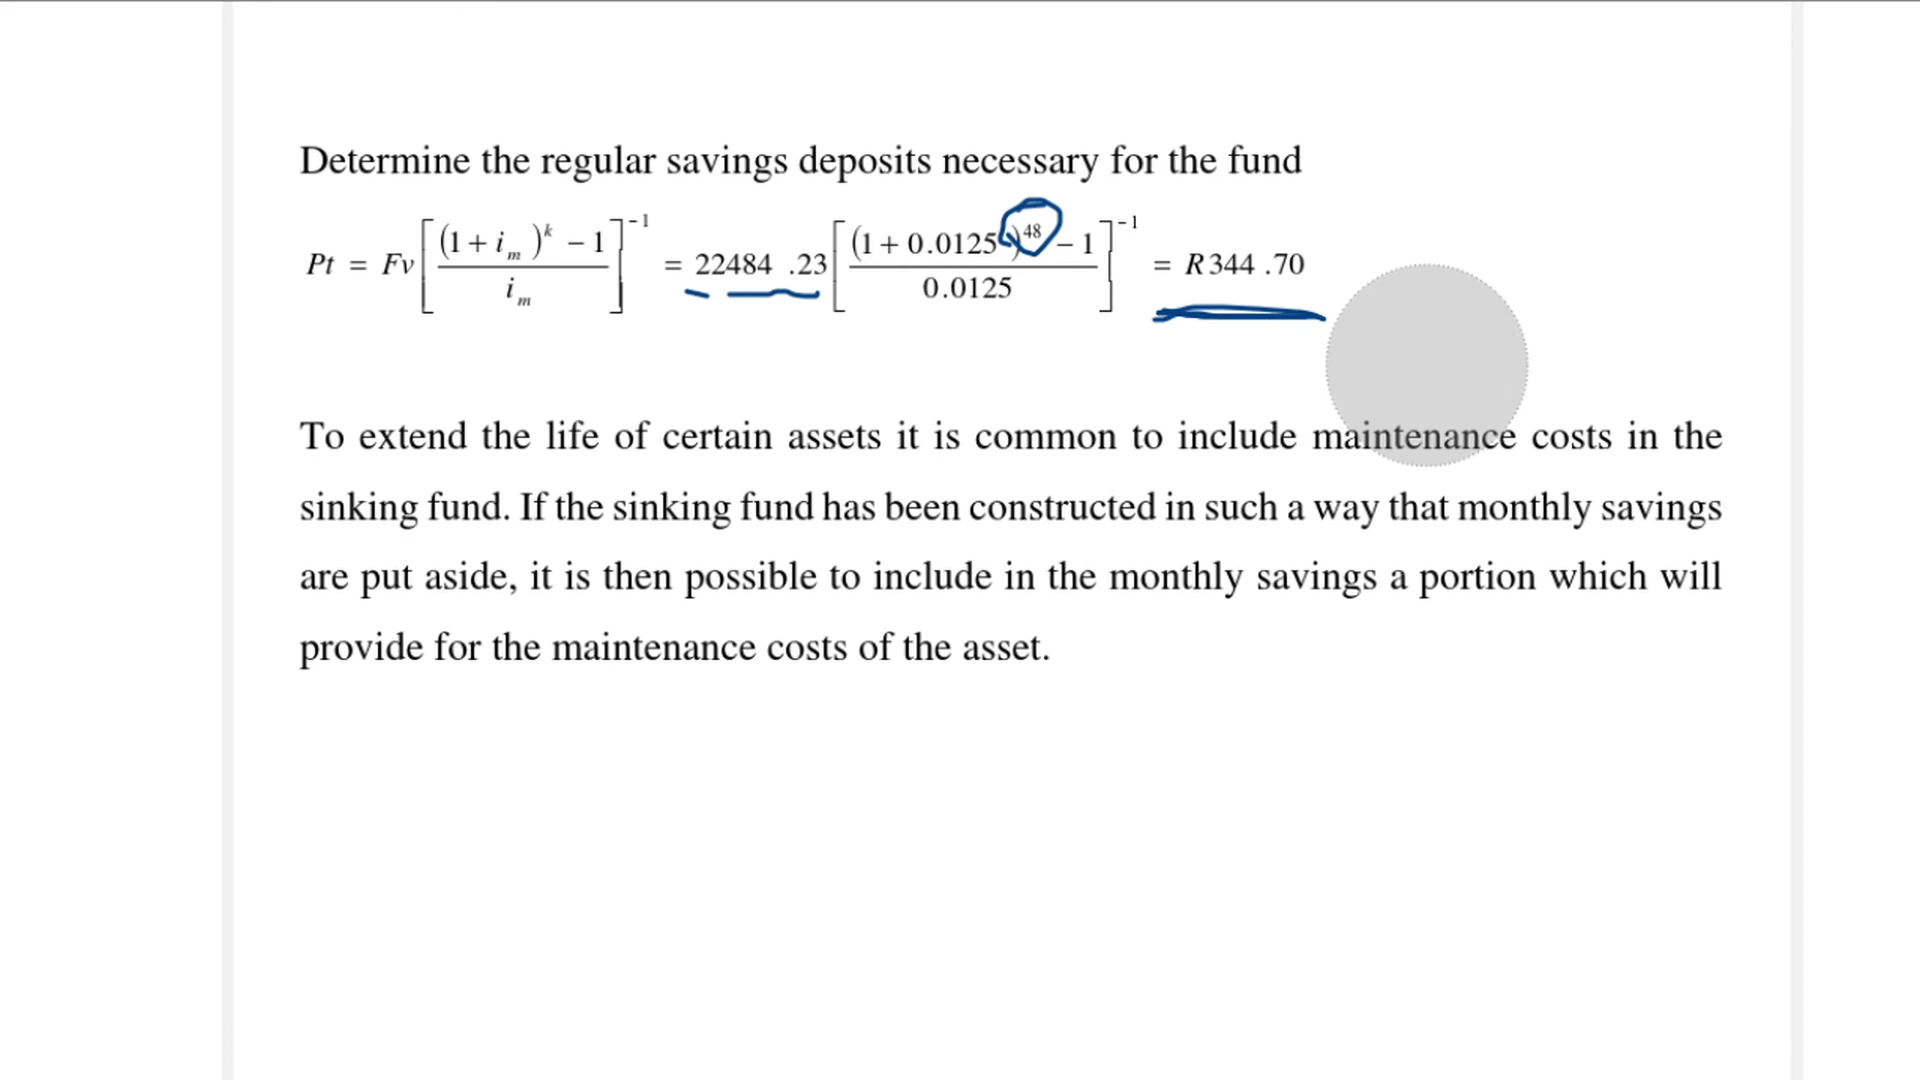 Determine the regular savings deposits necessary for the fund
Pt = Fv [ ((1 + i_m)^k − 1) / i_m ]^−1 = 22484 .23 [ ((1 + 0.0125)^48 − 1) / 0.0125 ]^−1 = R344 .70
To extend the life of certain assets it is common to include maintenance costs in the
sinking fund. If the sinking fund has been constructed in such a way that monthly savings
are put aside, it is then possible to include in the monthly savings a portion which will
provide for the maintenance costs of the asset.